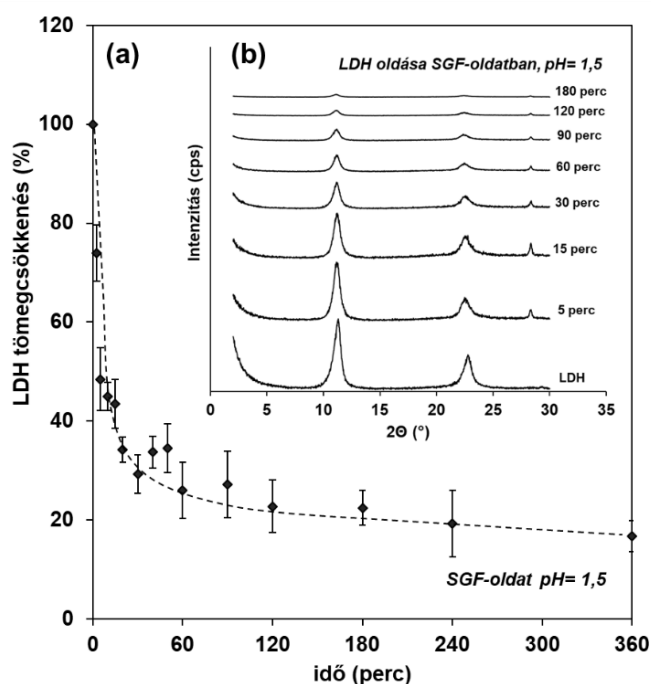 120
100
80
60
40
20
0
LDH tömegcsökkenés (%)
(a)
(b)
LDH oldása SGF-oldatban, pH= 1,5
180 perc
120 perc
90 perc
60 perc
30 perc
15 perc
5 perc
LDH
Intenzitás (cps)
0 5 10 15 20 25 30 35
2Θ (°)
SGF-oldat pH= 1,5
0 60 120 180 240 300 360
idő (perc)